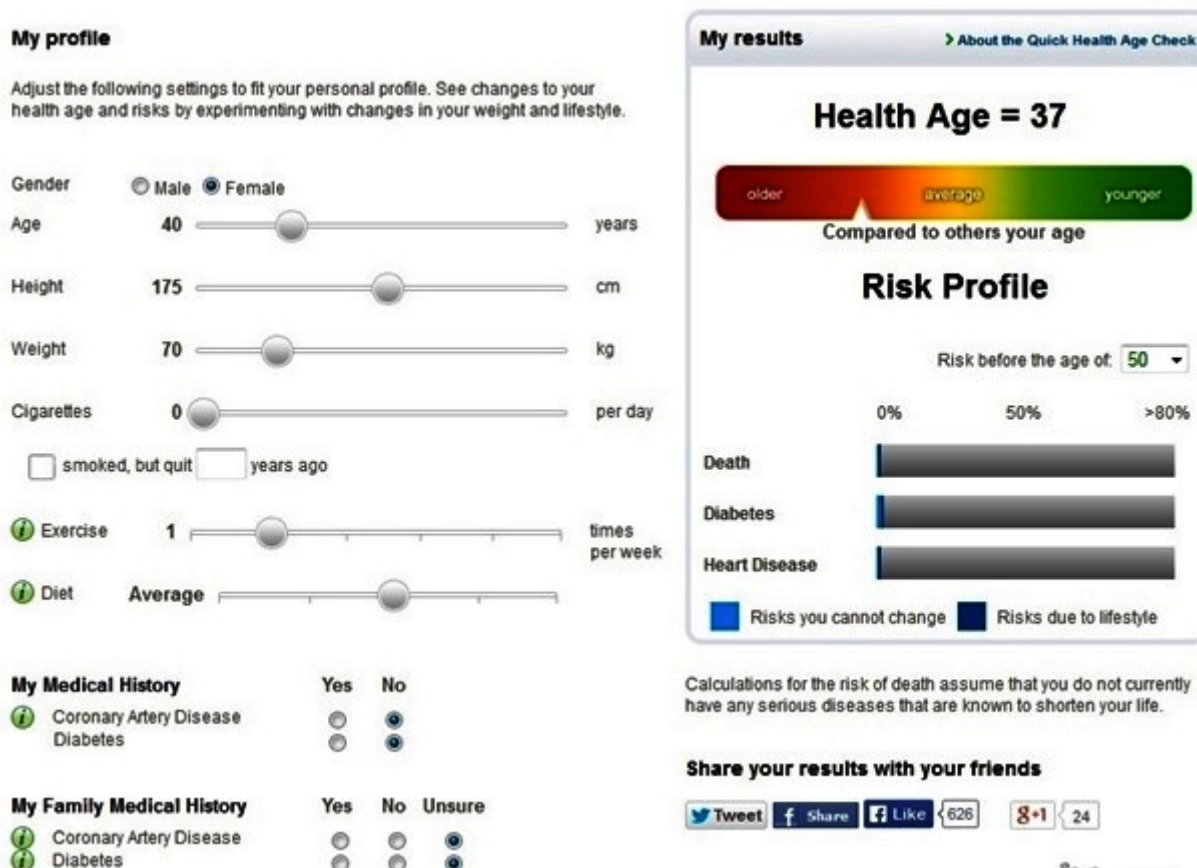 My profile
Adjust the following settings to fit your personal profile. See changes to your
health age and risks by experimenting with changes in your weight and lifestyle.
Gender Male Female
Age 40 years
Height 175 cm
Weight 70 kg
Cigarettes 0 per day
smoked, but quit years ago
Exercise 1 times
per week
Diet Average
My Medical History Yes No
Coronary Artery Disease
Diabetes
My Family Medical History Yes No Unsure
Coronary Artery Disease
Diabetes
My results About the Quick Health Age Check
Health Age = 37
older average younger
Compared to others your age
Risk Profile
Risk before the age of: 50
0% 50% >80%
Death
Diabetes
Heart Disease
Risks you cannot change Risks due to lifestyle
Calculations for the risk of death assume that you do not currently
have any serious diseases that are known to shorten your life.
Share your results with your friends
Tweet Share Like 626 +1 24